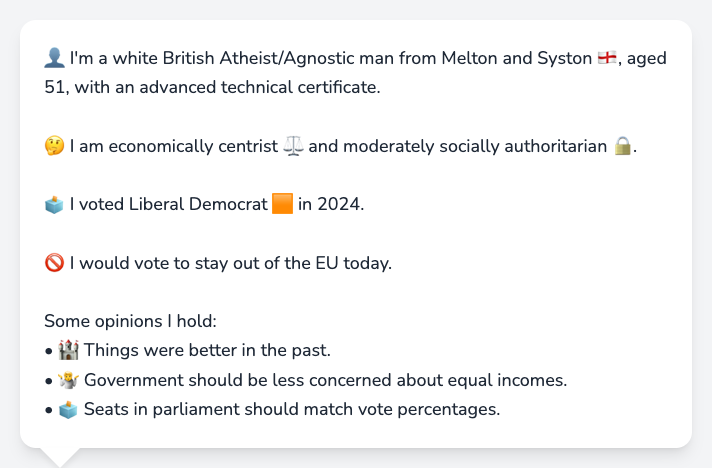 👤 I'm a white British Atheist/Agnostic man from Melton and Syston 🏴󠁧󠁢󠁥󠁮󠁧󠁿, aged
51, with an advanced technical certificate.
🤔 I am economically centrist ⚖️ and moderately socially authoritarian 🔒.
🗳️ I voted Liberal Democrat 🟧 in 2024.
🚫 I would vote to stay out of the EU today.
Some opinions I hold:
• 🏰 Things were better in the past.
• 🤷 Government should be less concerned about equal incomes.
• 🗳️ Seats in parliament should match vote percentages.